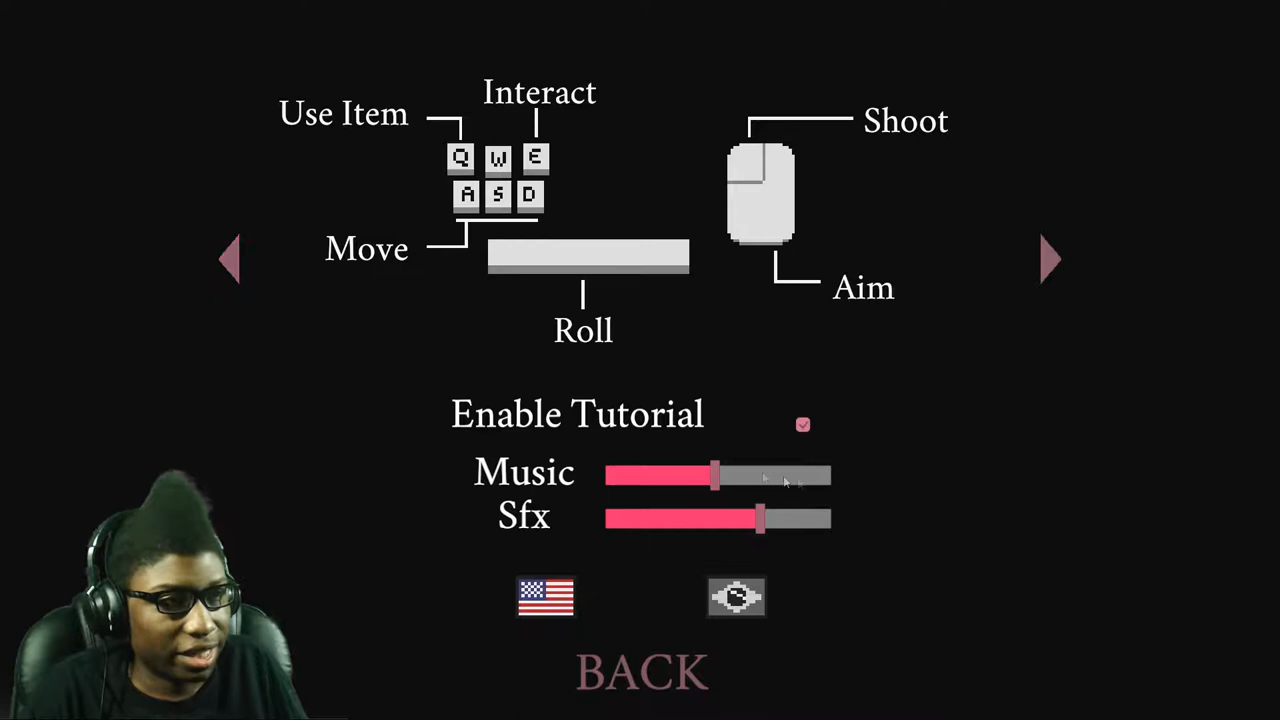 Interact
Use Item
Shoot
Q W E
A S D
Move
Aim
Roll
Enable Tutorial
Music
Sfx
BACK